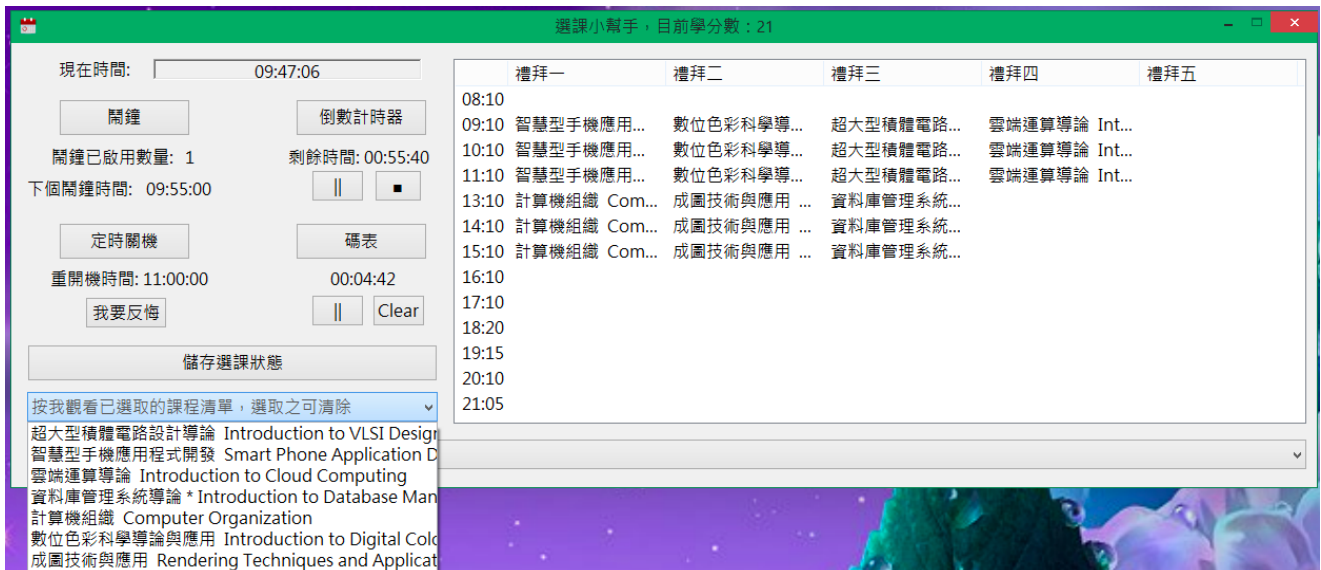 選課小幫手，目前學分數：21
現在時間: 09:47:06
鬧鐘 倒數計時器
鬧鐘已啟用數量: 1 剩餘時間: 00:55:40
下個鬧鐘時間: 09:55:00 || ■
定時關機 碼表
重開機時間: 11:00:00 00:04:42
我要反悔 || Clear
儲存選課狀態
按我觀看已選取的課程清單，選取之可清除
超大型積體電路設計導論 Introduction to VLSI Design
智慧型手機應用程式開發 Smart Phone Application D
雲端運算導論 Introduction to Cloud Computing
資料庫管理系統導論 * Introduction to Database Man
計算機組織 Computer Organization
數位色彩科學導論與應用 Introduction to Digital Colo
成圖技術與應用 Rendering Techniques and Applicat
禮拜一 禮拜二 禮拜三 禮拜四 禮拜五
08:10
09:10 智慧型手機應用... 數位色彩科學導... 超大型積體電路... 雲端運算導論 Int...
10:10 智慧型手機應用... 數位色彩科學導... 超大型積體電路... 雲端運算導論 Int...
11:10 智慧型手機應用... 數位色彩科學導... 超大型積體電路... 雲端運算導論 Int...
13:10 計算機組織 Com... 成圖技術與應用 ... 資料庫管理系統...
14:10 計算機組織 Com... 成圖技術與應用 ... 資料庫管理系統...
15:10 計算機組織 Com... 成圖技術與應用 ... 資料庫管理系統...
16:10
17:10
18:20
19:15
20:10
21:05